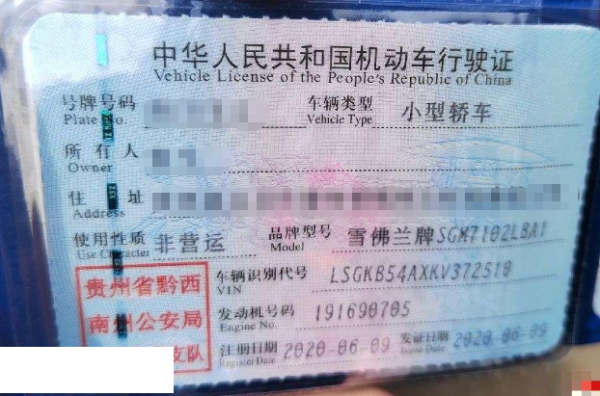 中华人民共和国机动车行驶证
Vehicle License of the People's Republic of China
号牌号码 车辆类型 小型轿车
Plate No. Vehicle Type
所有人
Owner
住址
Address
使用性质 非营运 品牌型号 雪佛兰牌SGM7102LBA1
Use Character Model
贵州省黔西 车辆识别代号 LSGKB54AXKV372510
VIN
南州公安局 发动机号码 191690705
Engine No.
支队 注册日期 2020-06-09 发证日期 2020-06-09
Register Date Issue Date